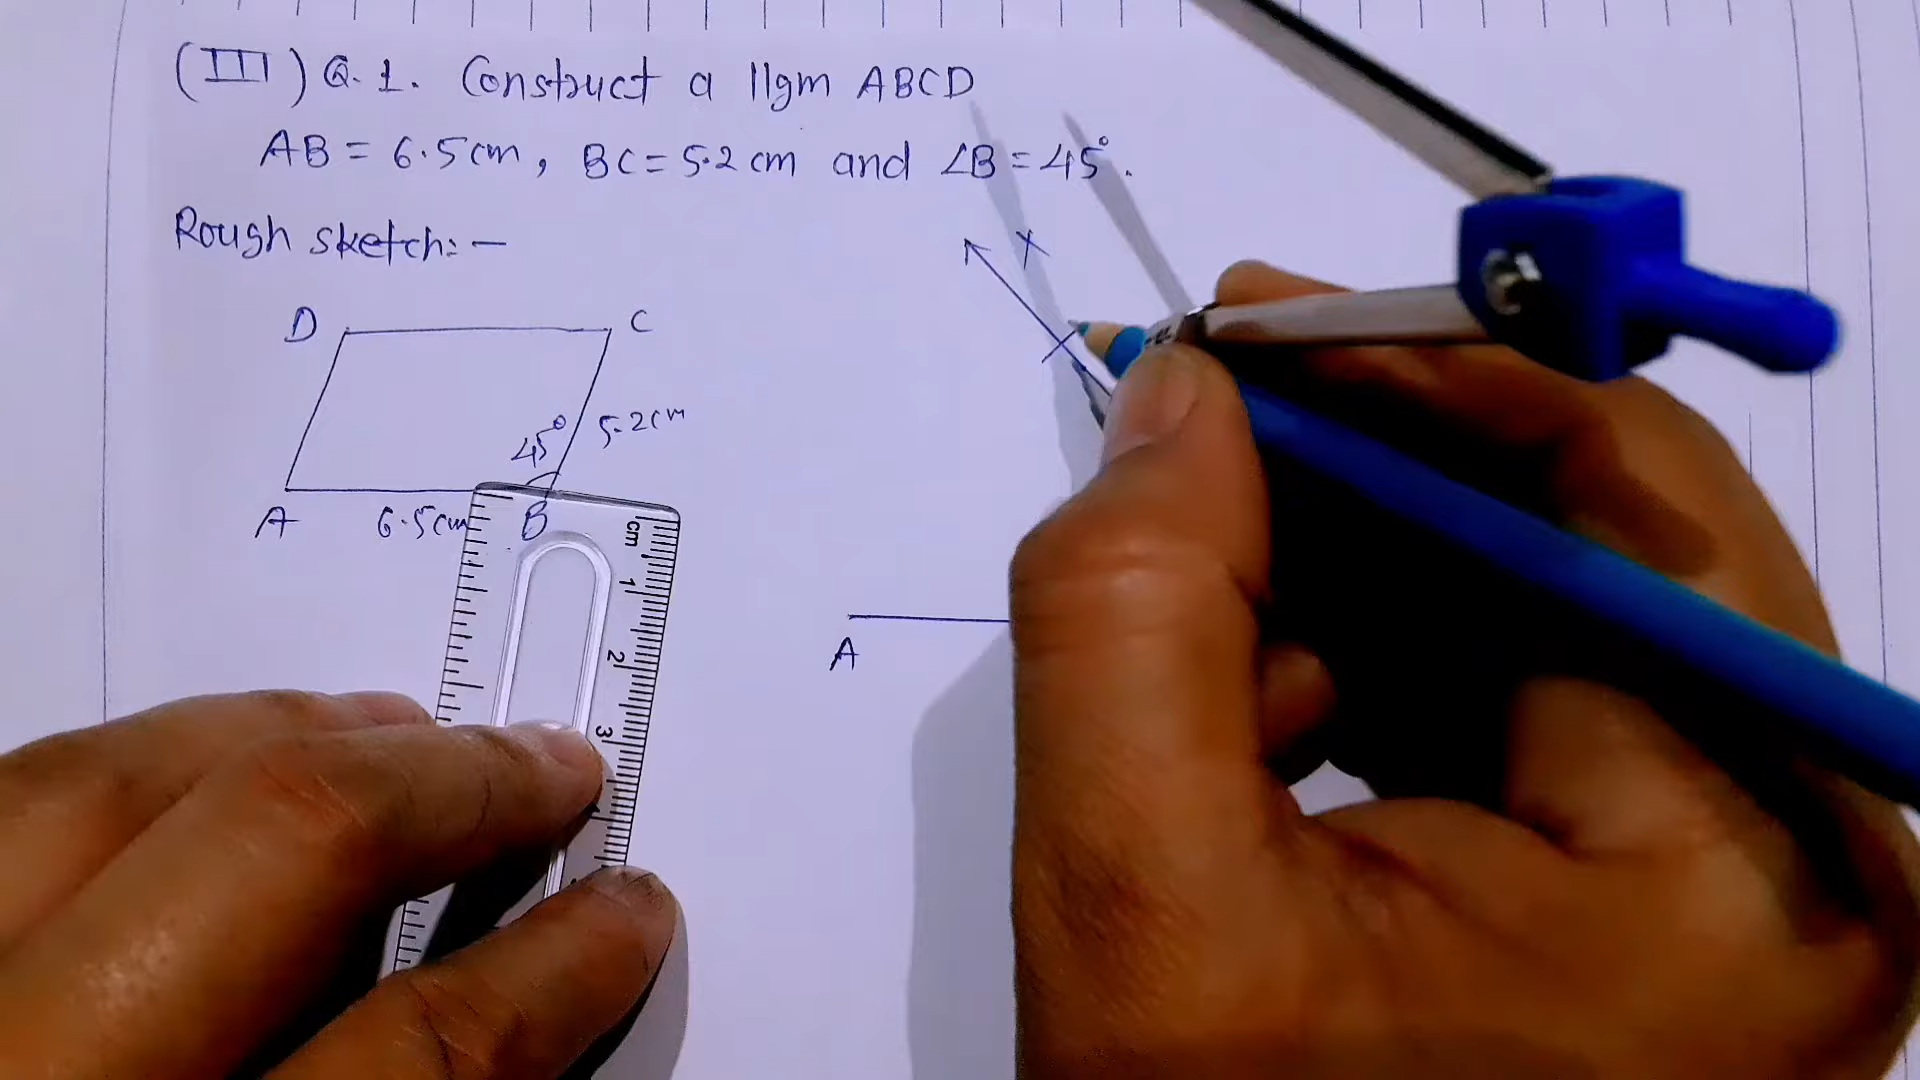 (III) Q.1. Construct a ||gm ABCD
AB = 6.5cm, BC = 5.2 cm and ∠B = 45°.
Rough sketch:-
X
D
C
45°
5.2cm
A
6.5cm
B
cm
1
2
3
A